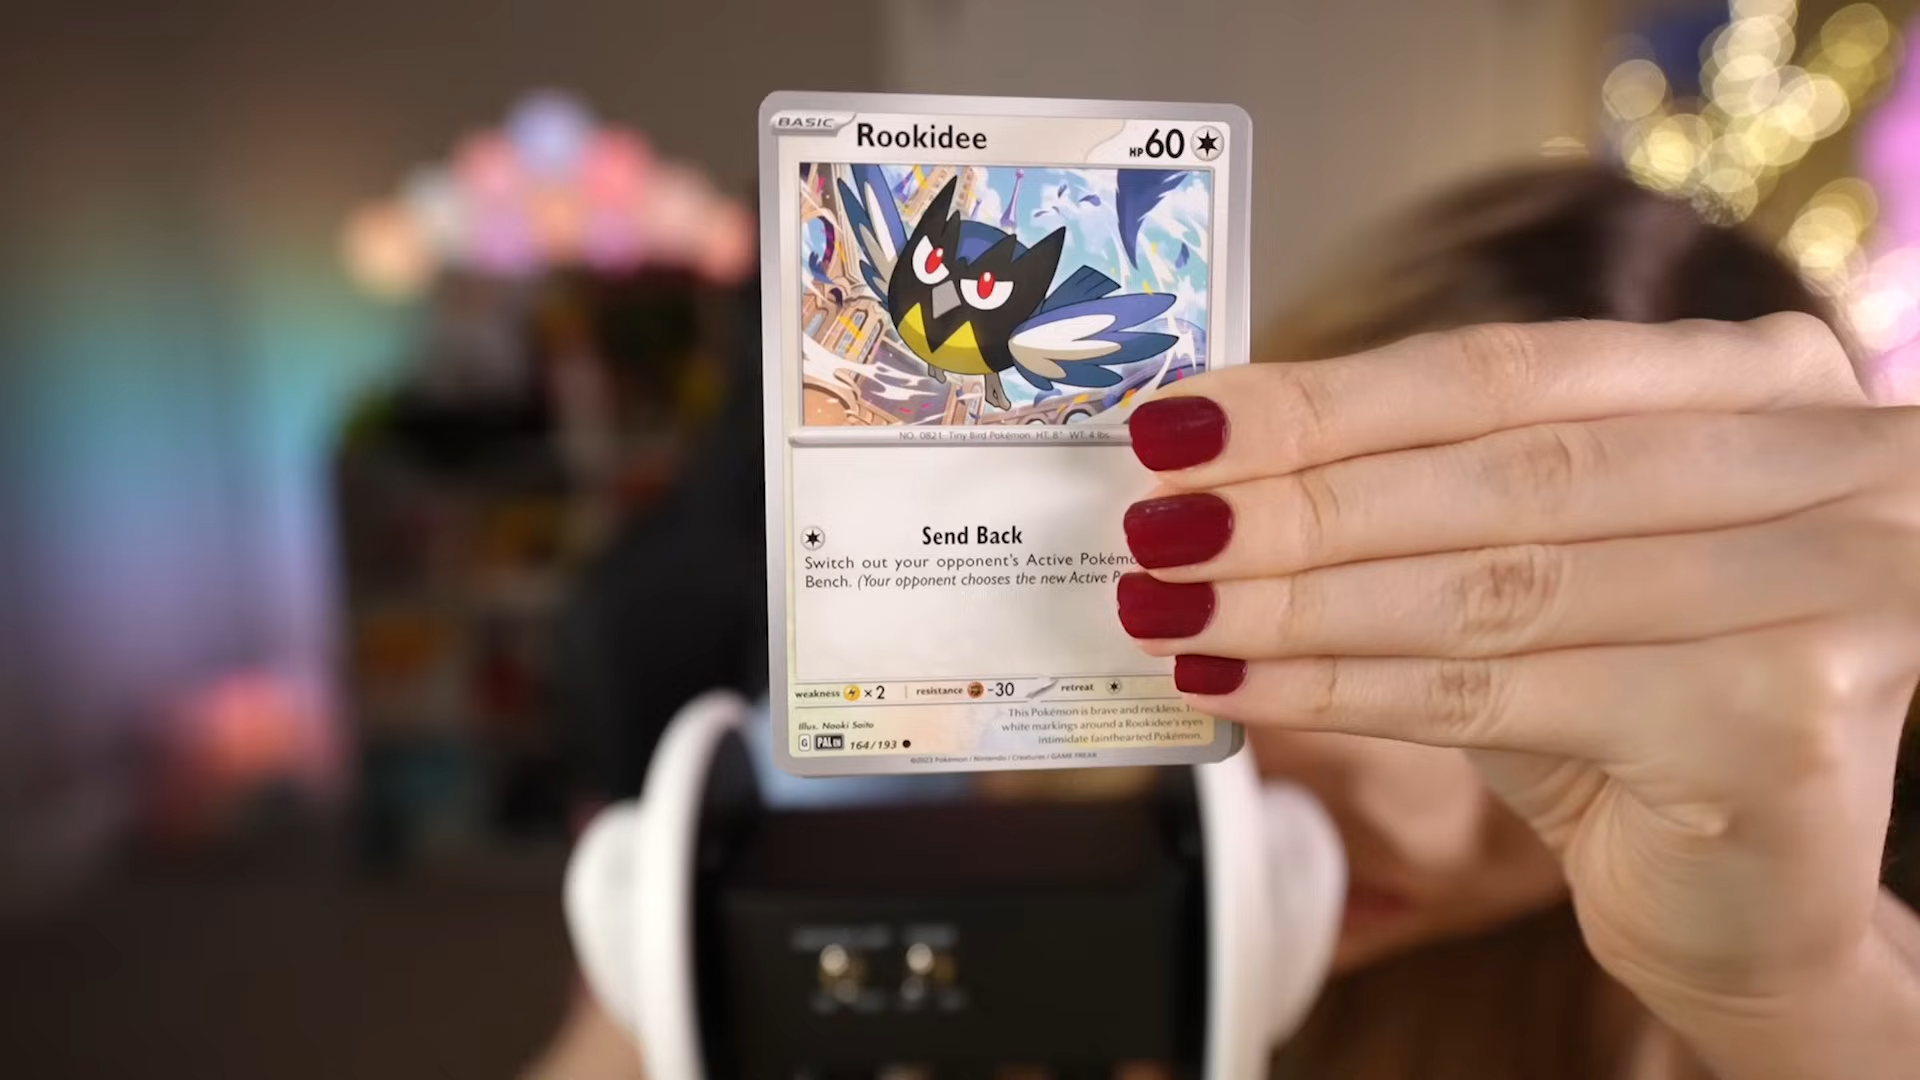 BASIC Rookidee HP 60
NO. 0821 Tiny Bird Pokémon HT. 8" WT. 4 lbs.
Send Back
Switch out your opponent's Active Pokémo
Bench. (Your opponent chooses the new Active P
weakness ×2 resistance -30 retreat
Illus. Naoki Saito
This Pokémon is brave and reckless. T
white markings around a Rookidee's eyes
intimidate fainthearted Pokémon.
G PAL EN 164/193
©2023 Pokémon / Nintendo / Creatures / GAME FREAK